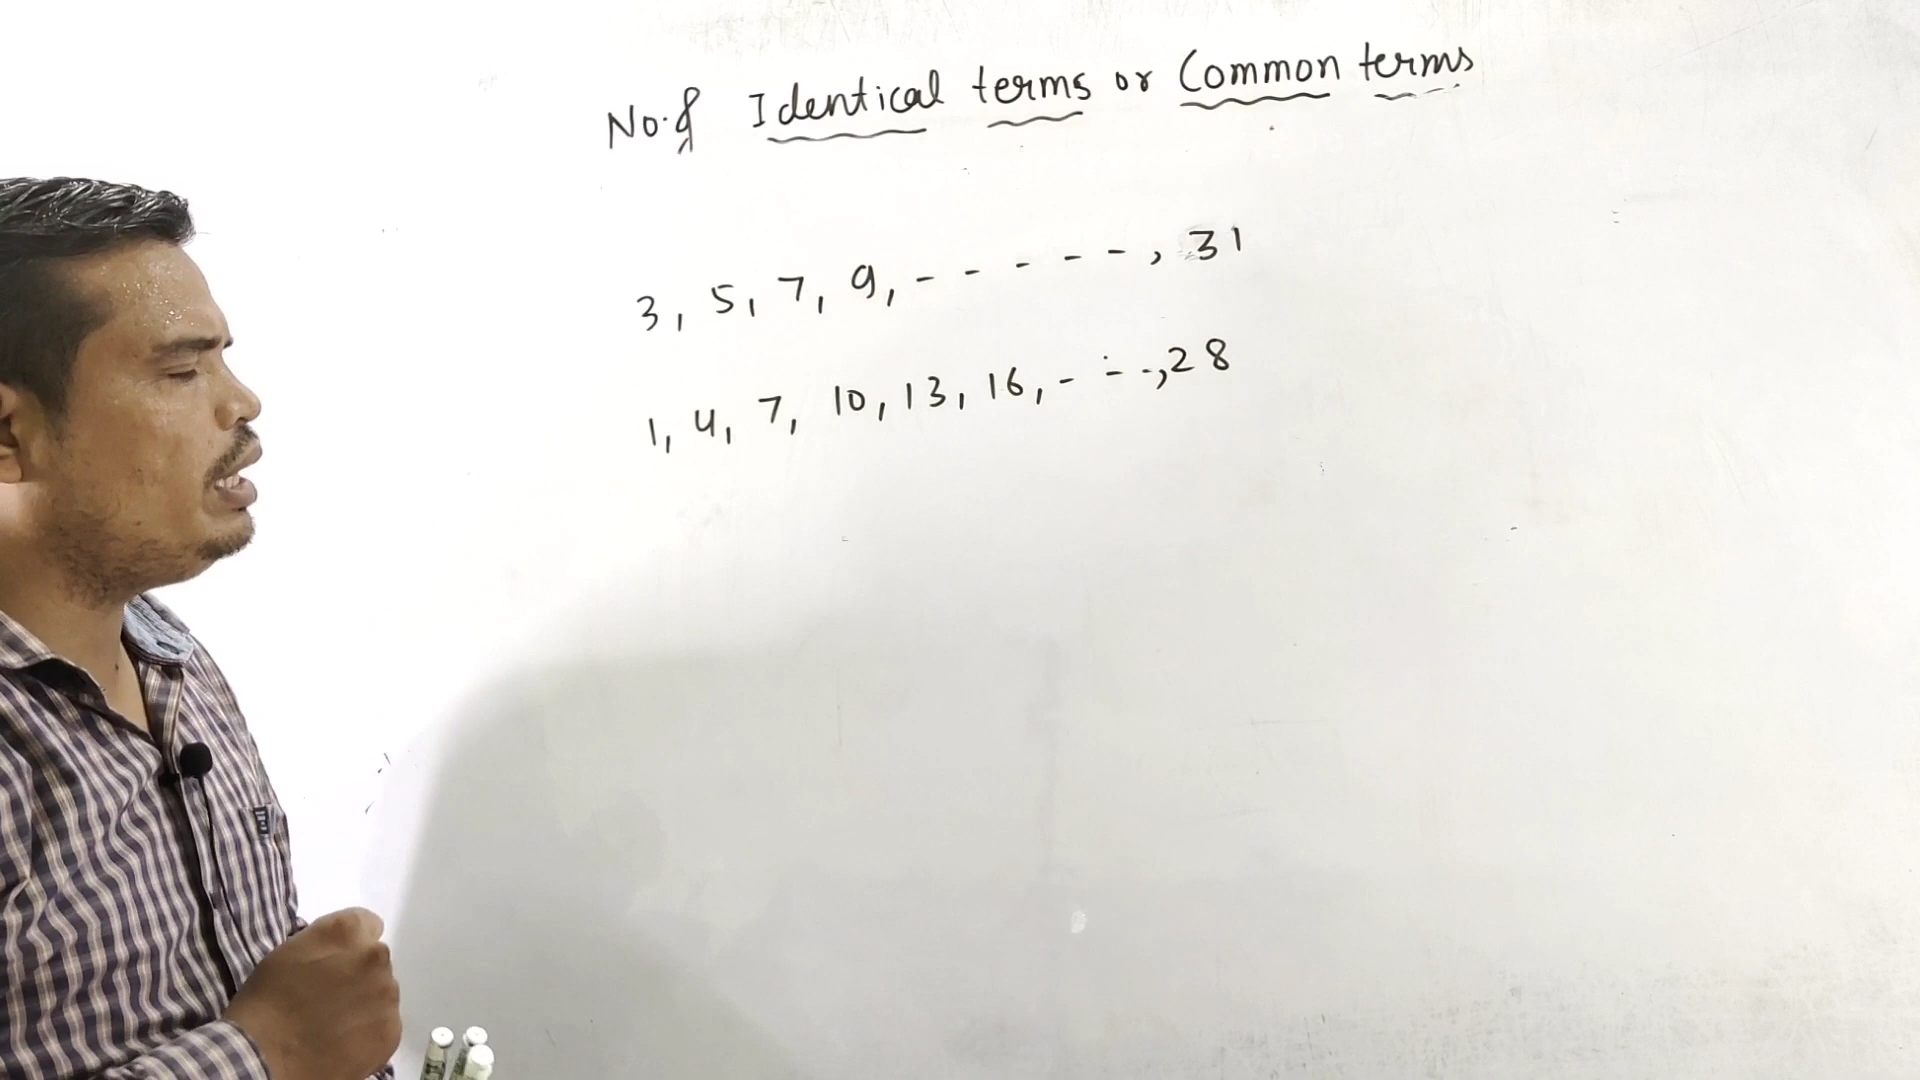 No. of Identical terms or Common terms
3, 5, 7, 9, - - - - -, 31
1, 4, 7, 10, 13, 16, - - -, 28